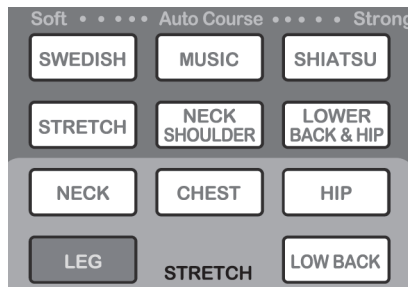 Soft • • • • • Auto Course • • • • • Strong
SWEDISH MUSIC SHIATSU
STRETCH NECK SHOULDER LOWER BACK & HIP
NECK CHEST HIP
LEG STRETCH LOW BACK